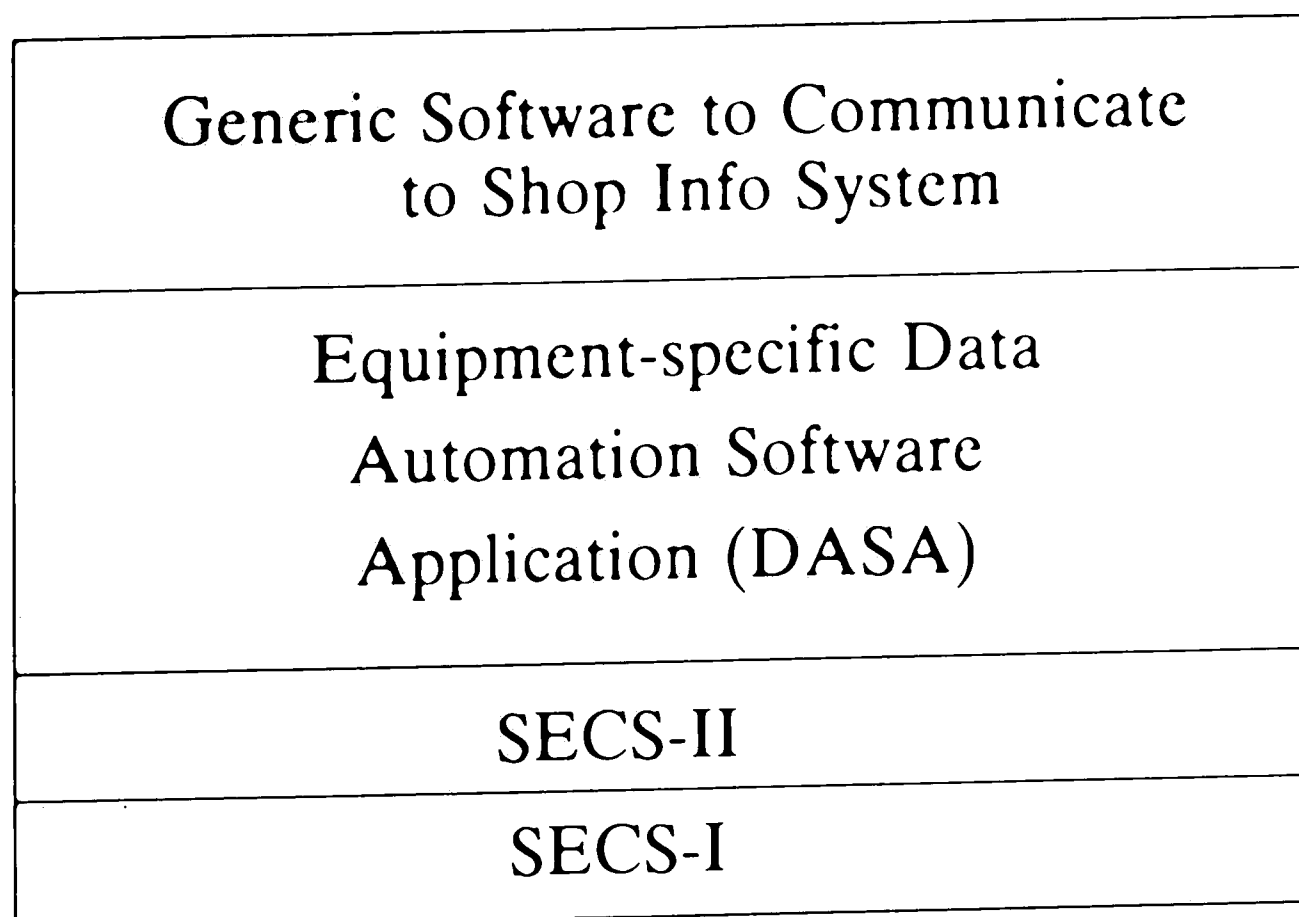 Generic Software to Communicate
to Shop Info System
Equipment-specific Data
Automation Software
Application (DASA)
SECS-II
SECS-I